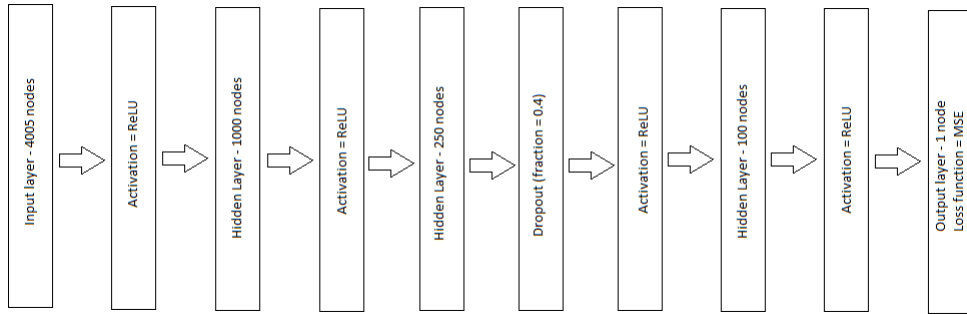 Input layer - 4005 nodes
Activation = ReLU
Hidden Layer - 1000 nodes
Activation = ReLU
Hidden Layer - 250 nodes
Dropout (fraction = 0.4)
Activation = ReLU
Hidden Layer - 100 nodes
Activation = ReLU
Output layer - 1 node
Loss function = MSE